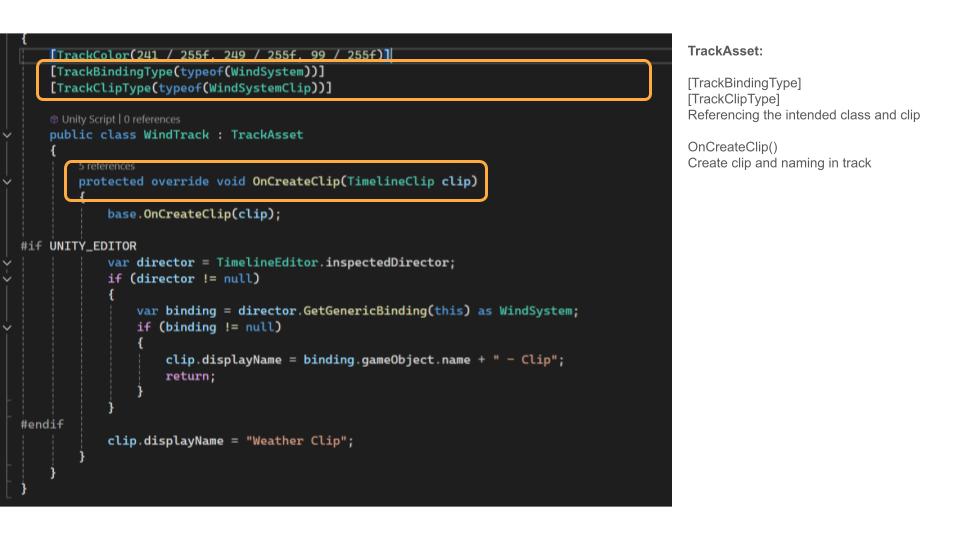 {
[TrackColor(241 / 255f, 249 / 255f, 99 / 255f)]
[TrackBindingType(typeof(WindSystem))]
[TrackClipType(typeof(WindSystemClip))]
Unity Script | 0 references
public class WindTrack : TrackAsset
{
5 references
protected override void OnCreateClip(TimelineClip clip)
{
base.OnCreateClip(clip);
#if UNITY_EDITOR
var director = TimelineEditor.inspectedDirector;
if (director != null)
{
var binding = director.GetGenericBinding(this) as WindSystem;
if (binding != null)
{
clip.displayName = binding.gameObject.name + " - Clip";
return;
}
}
#endif
clip.displayName = "Weather Clip";
}
}
}
TrackAsset:
[TrackBindingType]
[TrackClipType]
Referencing the intended class and clip
OnCreateClip()
Create clip and naming in track